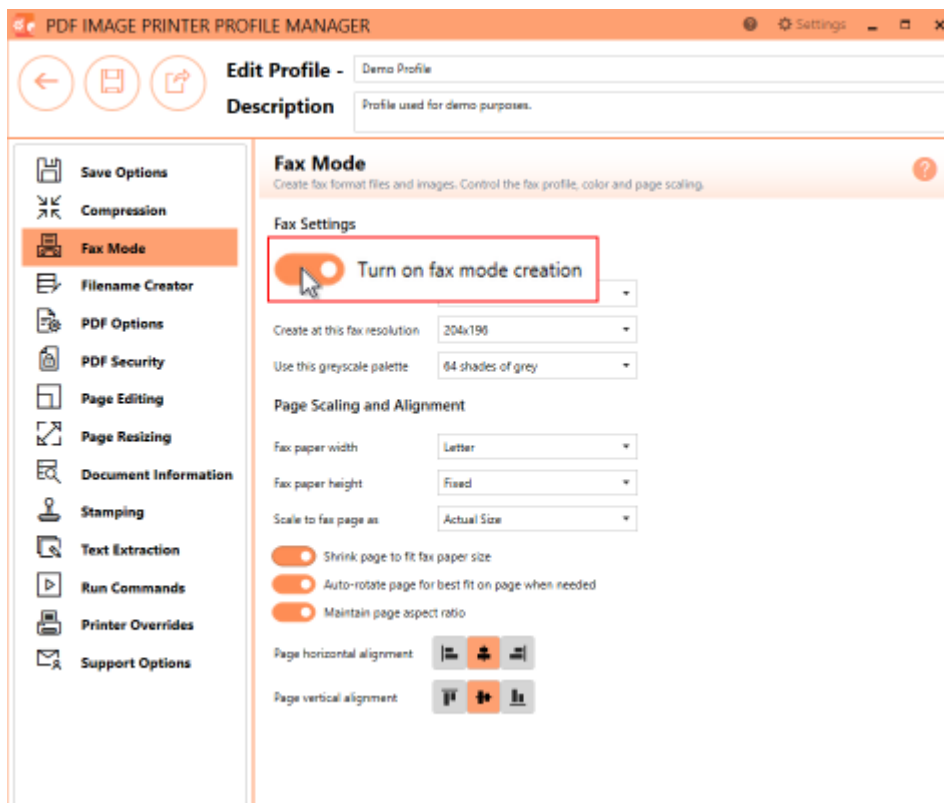 PDF IMAGE PRINTER PROFILE MANAGER
Settings
Edit Profile -
Demo Profile
Description
Profile used for demo purposes.
Save Options
Compression
Fax Mode
Filename Creator
PDF Options
PDF Security
Page Editing
Page Resizing
Document Information
Stamping
Text Extraction
Run Commands
Printer Overrides
Support Options
Fax Mode
Create fax format files and images. Control the fax profile, color and page scaling.
Fax Settings
Turn on fax mode creation
Create at this fax resolution 204x196
Use this greyscale palette 64 shades of grey
Page Scaling and Alignment
Fax paper width Letter
Fax paper height Fixed
Scale to fax page as Actual Size
Shrink page to fit fax paper size
Auto-rotate page for best fit on page when needed
Maintain page aspect ratio
Page horizontal alignment
Page vertical alignment